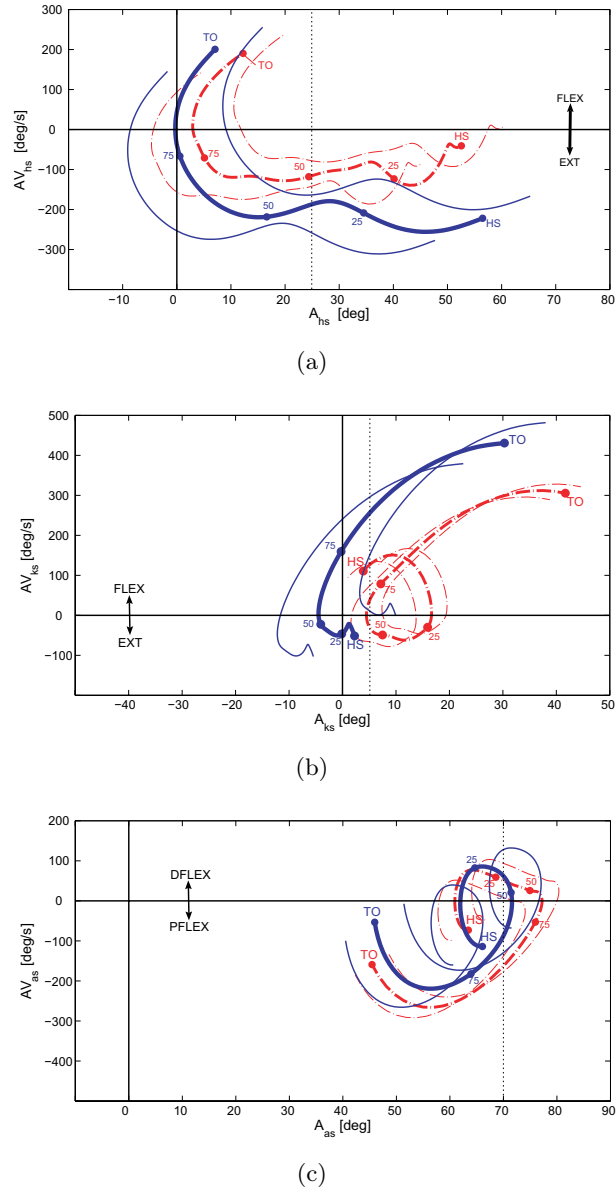 300
200
100
0
−100
−200
−300
AV_hs [deg/s]
TO
TO
FLEX
EXT
75
75
50
50
25
25
HS
HS
−10 0 10 20 30 40 50 60 70 80
A_hs [deg]
(a)
500
400
300
200
100
0
−100
AV_ks [deg/s]
TO
TO
75
HS
75
FLEX
EXT
50
50
25
25
HS
−40 −30 −20 −10 0 10 20 30 40 50
A_ks [deg]
(b)
200
100
0
−100
−200
−300
−400
AV_as [deg/s]
DFLEX
PFLEX
25
25
50
50
TO
HS
HS
75
TO
75
0 10 20 30 40 50 60 70 80 90
A_as [deg]
(c)